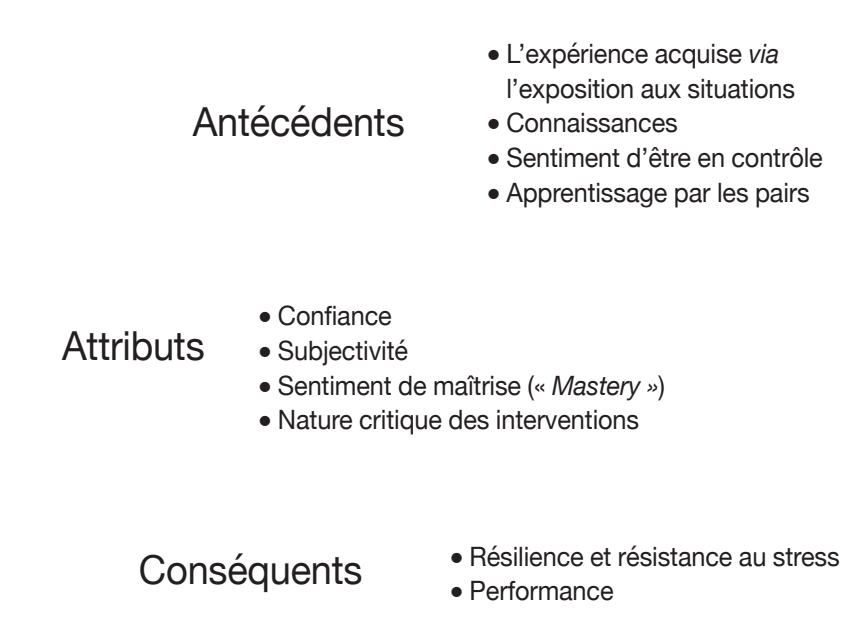 Antécédents
• L’expérience acquise via
l’exposition aux situations
• Connaissances
• Sentiment d’être en contrôle
• Apprentissage par les pairs
Attributs
• Confiance
• Subjectivité
• Sentiment de maîtrise (« Mastery »)
• Nature critique des interventions
Conséquents
• Résilience et résistance au stress
• Performance